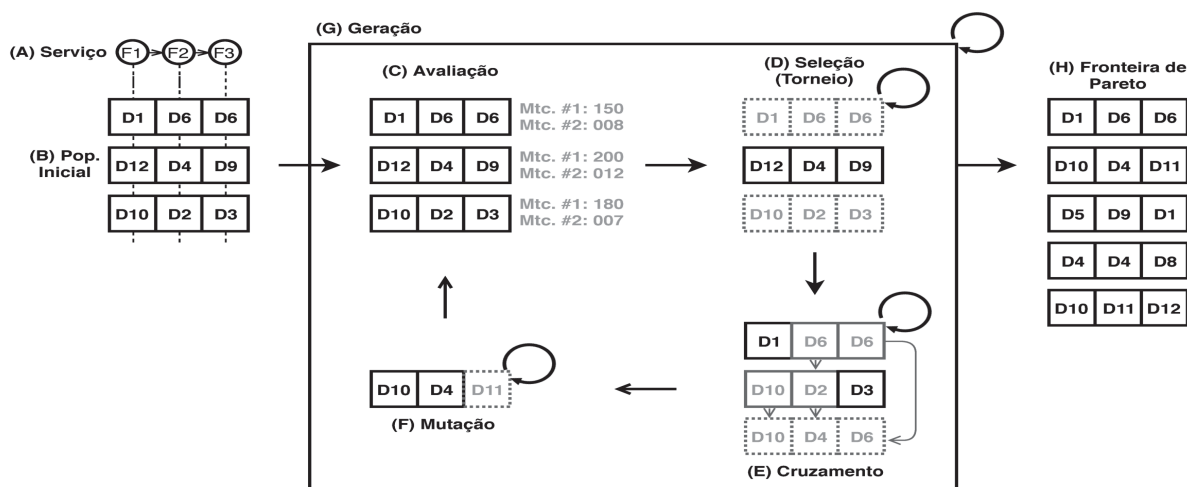 (G) Geração
(A) Serviço F1 F2 F3
(C) Avaliação
(D) Seleção
(Torneio)
(H) Fronteira de
Pareto
(B) Pop.
Inicial
D1 D6 D6
D12 D4 D9
D10 D2 D3
D1 D6 D6 Mtc. #1: 150
Mtc. #2: 008
D12 D4 D9 Mtc. #1: 200
Mtc. #2: 012
D10 D2 D3 Mtc. #1: 180
Mtc. #2: 007
D1 D6 D6
D12 D4 D9
D10 D2 D3
D1 D6 D6
D10 D2 D3
D10 D4 D6
(E) Cruzamento
D10 D4 D11
(F) Mutação
D1 D6 D6
D10 D4 D11
D5 D9 D1
D4 D4 D8
D10 D11 D12